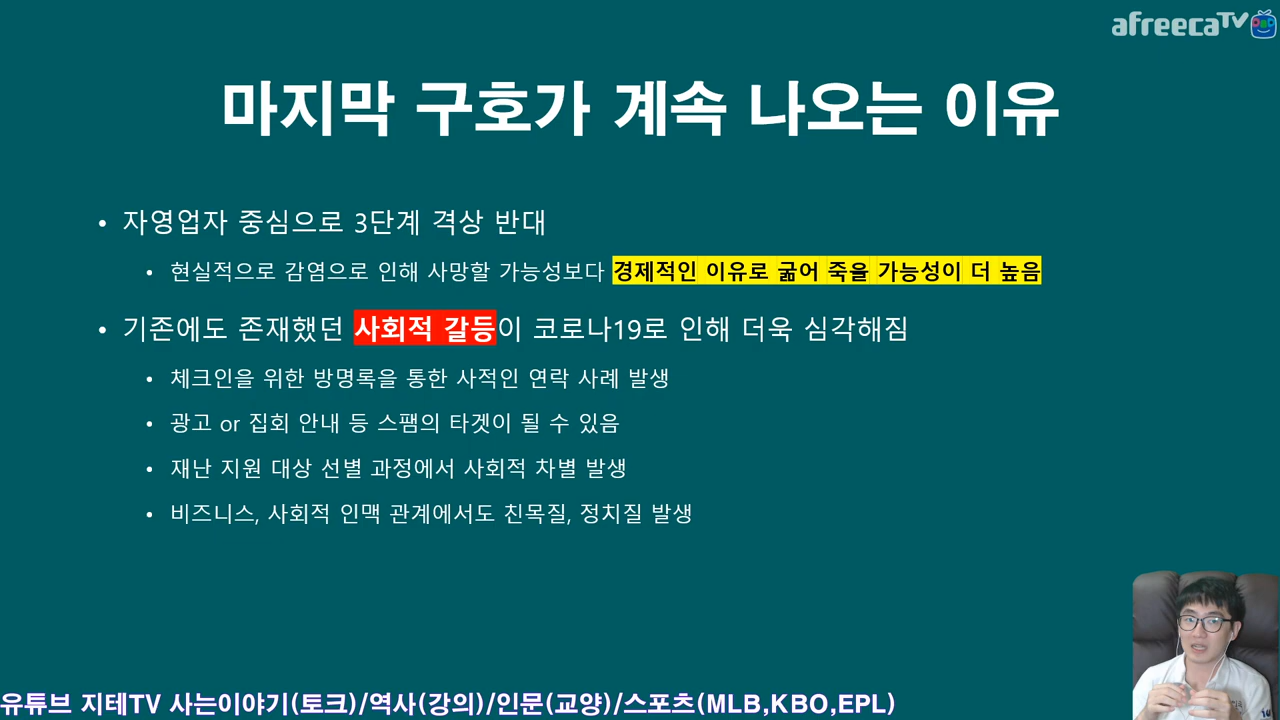 afreecaTV
마지막 구호가 계속 나오는 이유
• 자영업자 중심으로 3단계 격상 반대
• 현실적으로 감염으로 인해 사망할 가능성보다 경제적인 이유로 굶어 죽을 가능성이 더 높음
• 기존에도 존재했던 사회적 갈등이 코로나19로 인해 더욱 심각해짐
• 체크인을 위한 방명록을 통한 사적인 연락 사례 발생
• 광고 or 집회 안내 등 스팸의 타겟이 될 수 있음
• 재난 지원 대상 선별 과정에서 사회적 차별 발생
• 비즈니스, 사회적 인맥 관계에서도 친목질, 정치질 발생
유튜브 지테TV 사는이야기(토크)/역사(강의)/인문(교양)/스포츠(MLB,KBO,EPL)